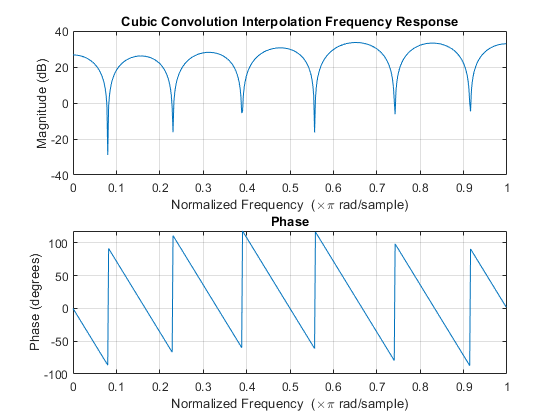 Cubic Convolution Interpolation Frequency Response
40
20
0
-20
-40
Magnitude (dB)
0 0.1 0.2 0.3 0.4 0.5 0.6 0.7 0.8 0.9 1
Normalized Frequency (×π rad/sample)
Phase
100
50
0
-50
-100
Phase (degrees)
0 0.1 0.2 0.3 0.4 0.5 0.6 0.7 0.8 0.9 1
Normalized Frequency (×π rad/sample)